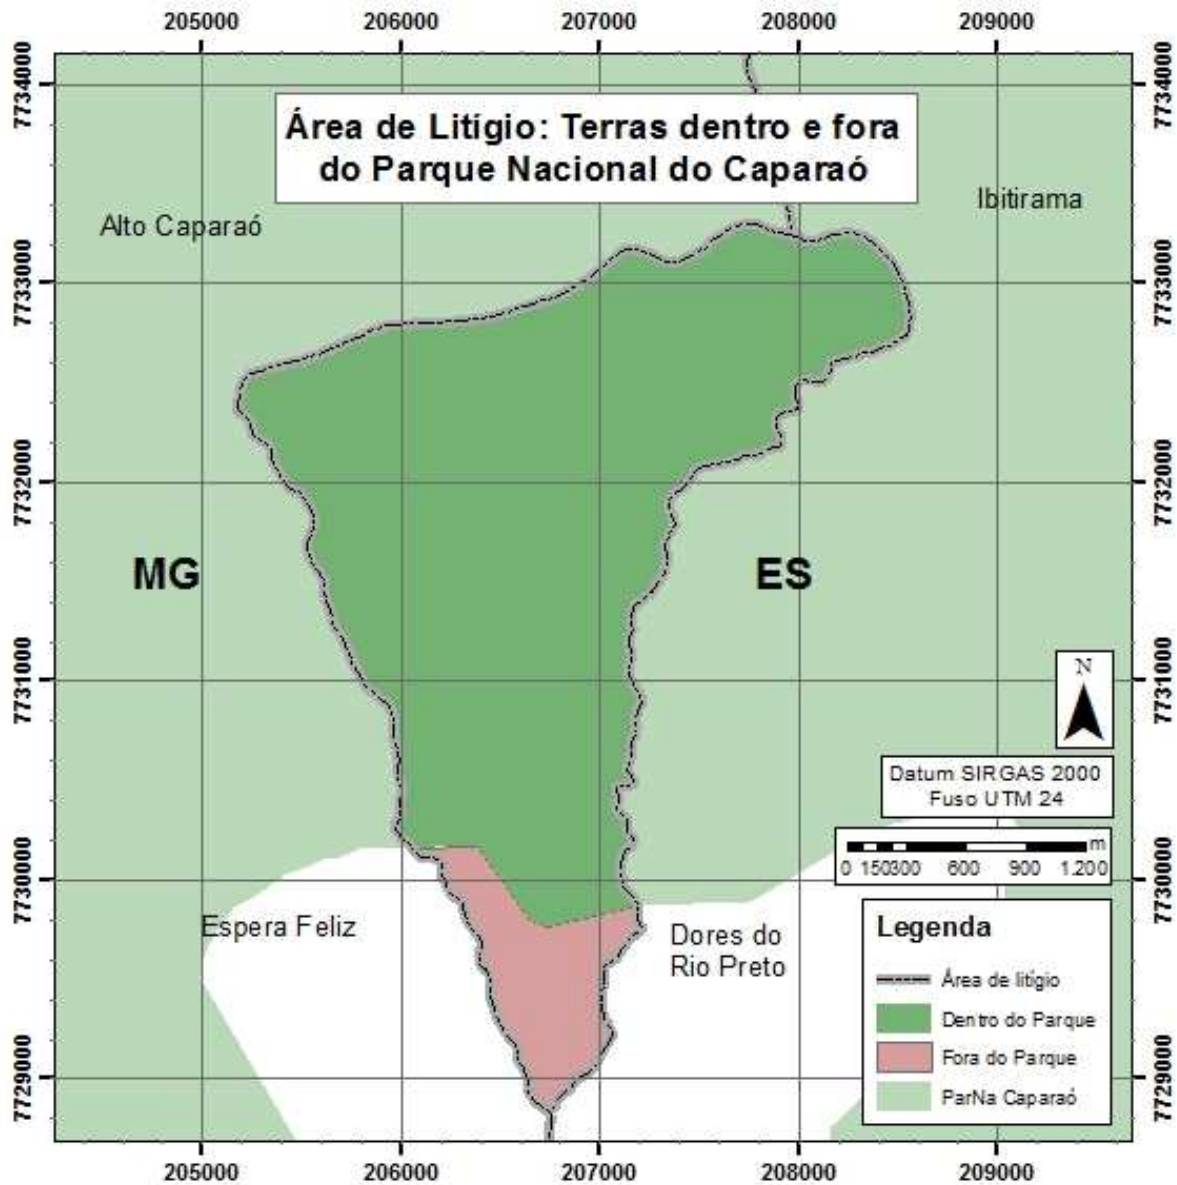 205000 206000 207000 208000 209000
7734000 7734000
Área de Litígio: Terras dentro e fora
do Parque Nacional do Caparaó
Alto Caparaó
Ibitirama
7733000 7733000
7732000 7732000
MG
ES
7731000 7731000
N
Datum SIRGAS 2000
Fuso UTM 24
m
0 150 300 600 900 1.200
7730000 7730000
Espera Feliz
Dores do
Rio Preto
Legenda
Área de litígio
Dentro do Parque
Fora do Parque
ParNa Caparaó
7729000 7729000
205000 206000 207000 208000 209000